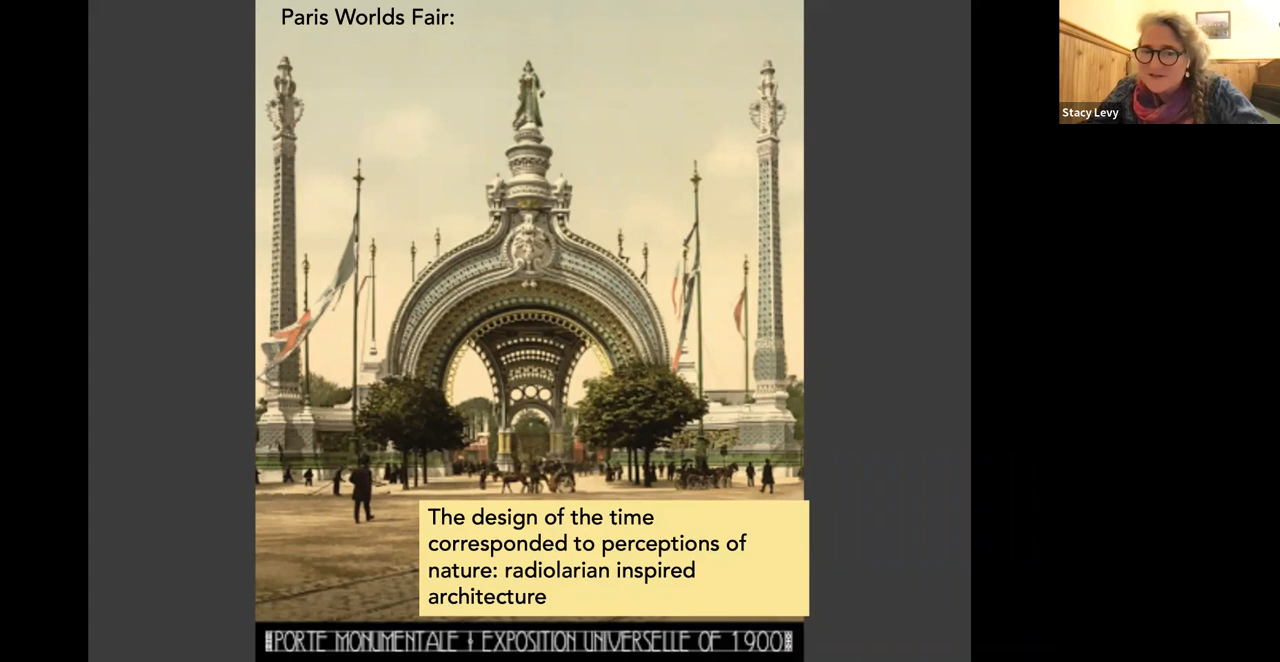 Paris Worlds Fair:
Stacy Levy
The design of the time
corresponded to perceptions of
nature: radiolarian inspired
architecture
PORTE MONUMENTALE EXPOSITION UNIVERSELLE OF 1900